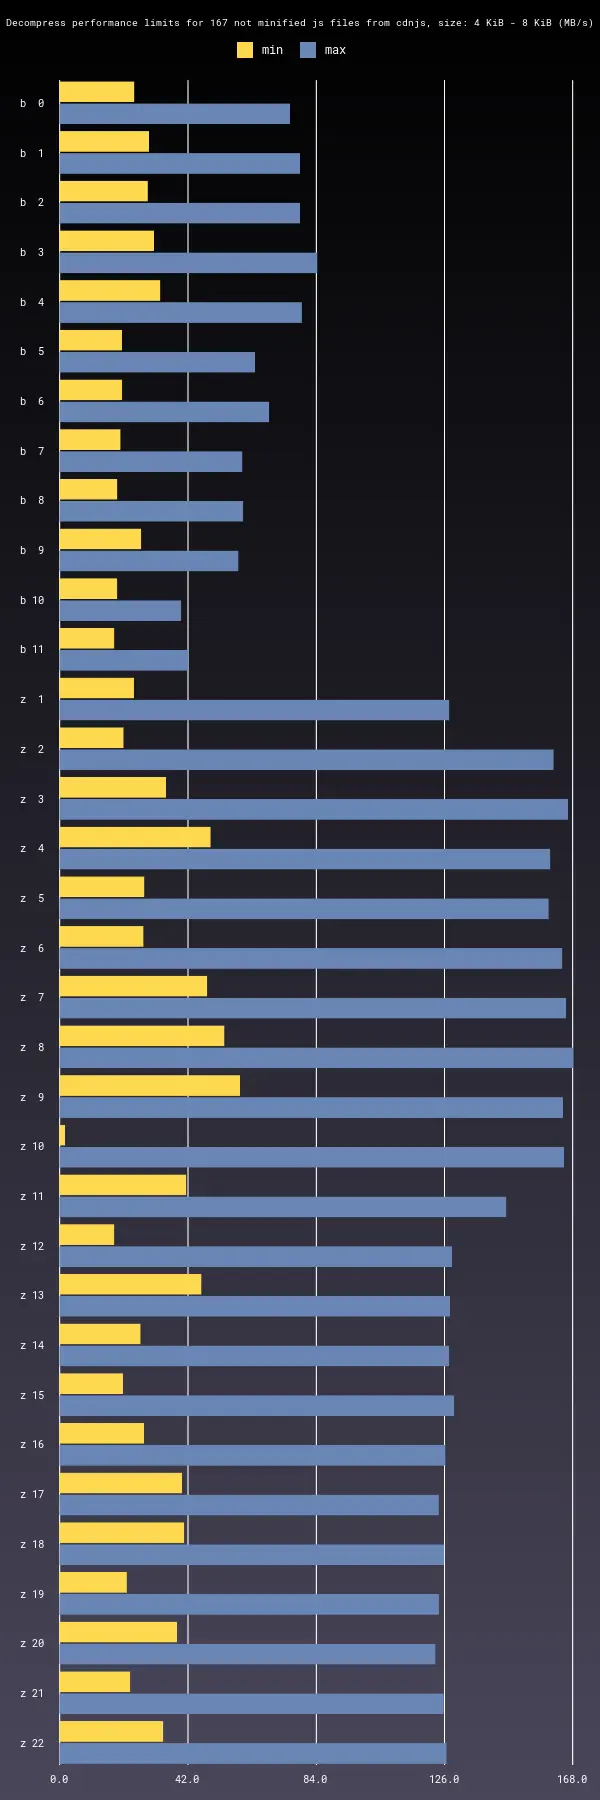 Decompress performance limits for 167 not minified js files from cdnjs, size: 4 KiB - 8 KiB (MB/s)
min max
b 0
b 1
b 2
b 3
b 4
b 5
b 6
b 7
b 8
b 9
b 10
b 11
z 1
z 2
z 3
z 4
z 5
z 6
z 7
z 8
z 9
z 10
z 11
z 12
z 13
z 14
z 15
z 16
z 17
z 18
z 19
z 20
z 21
z 22
0.0 42.0 84.0 126.0 168.0